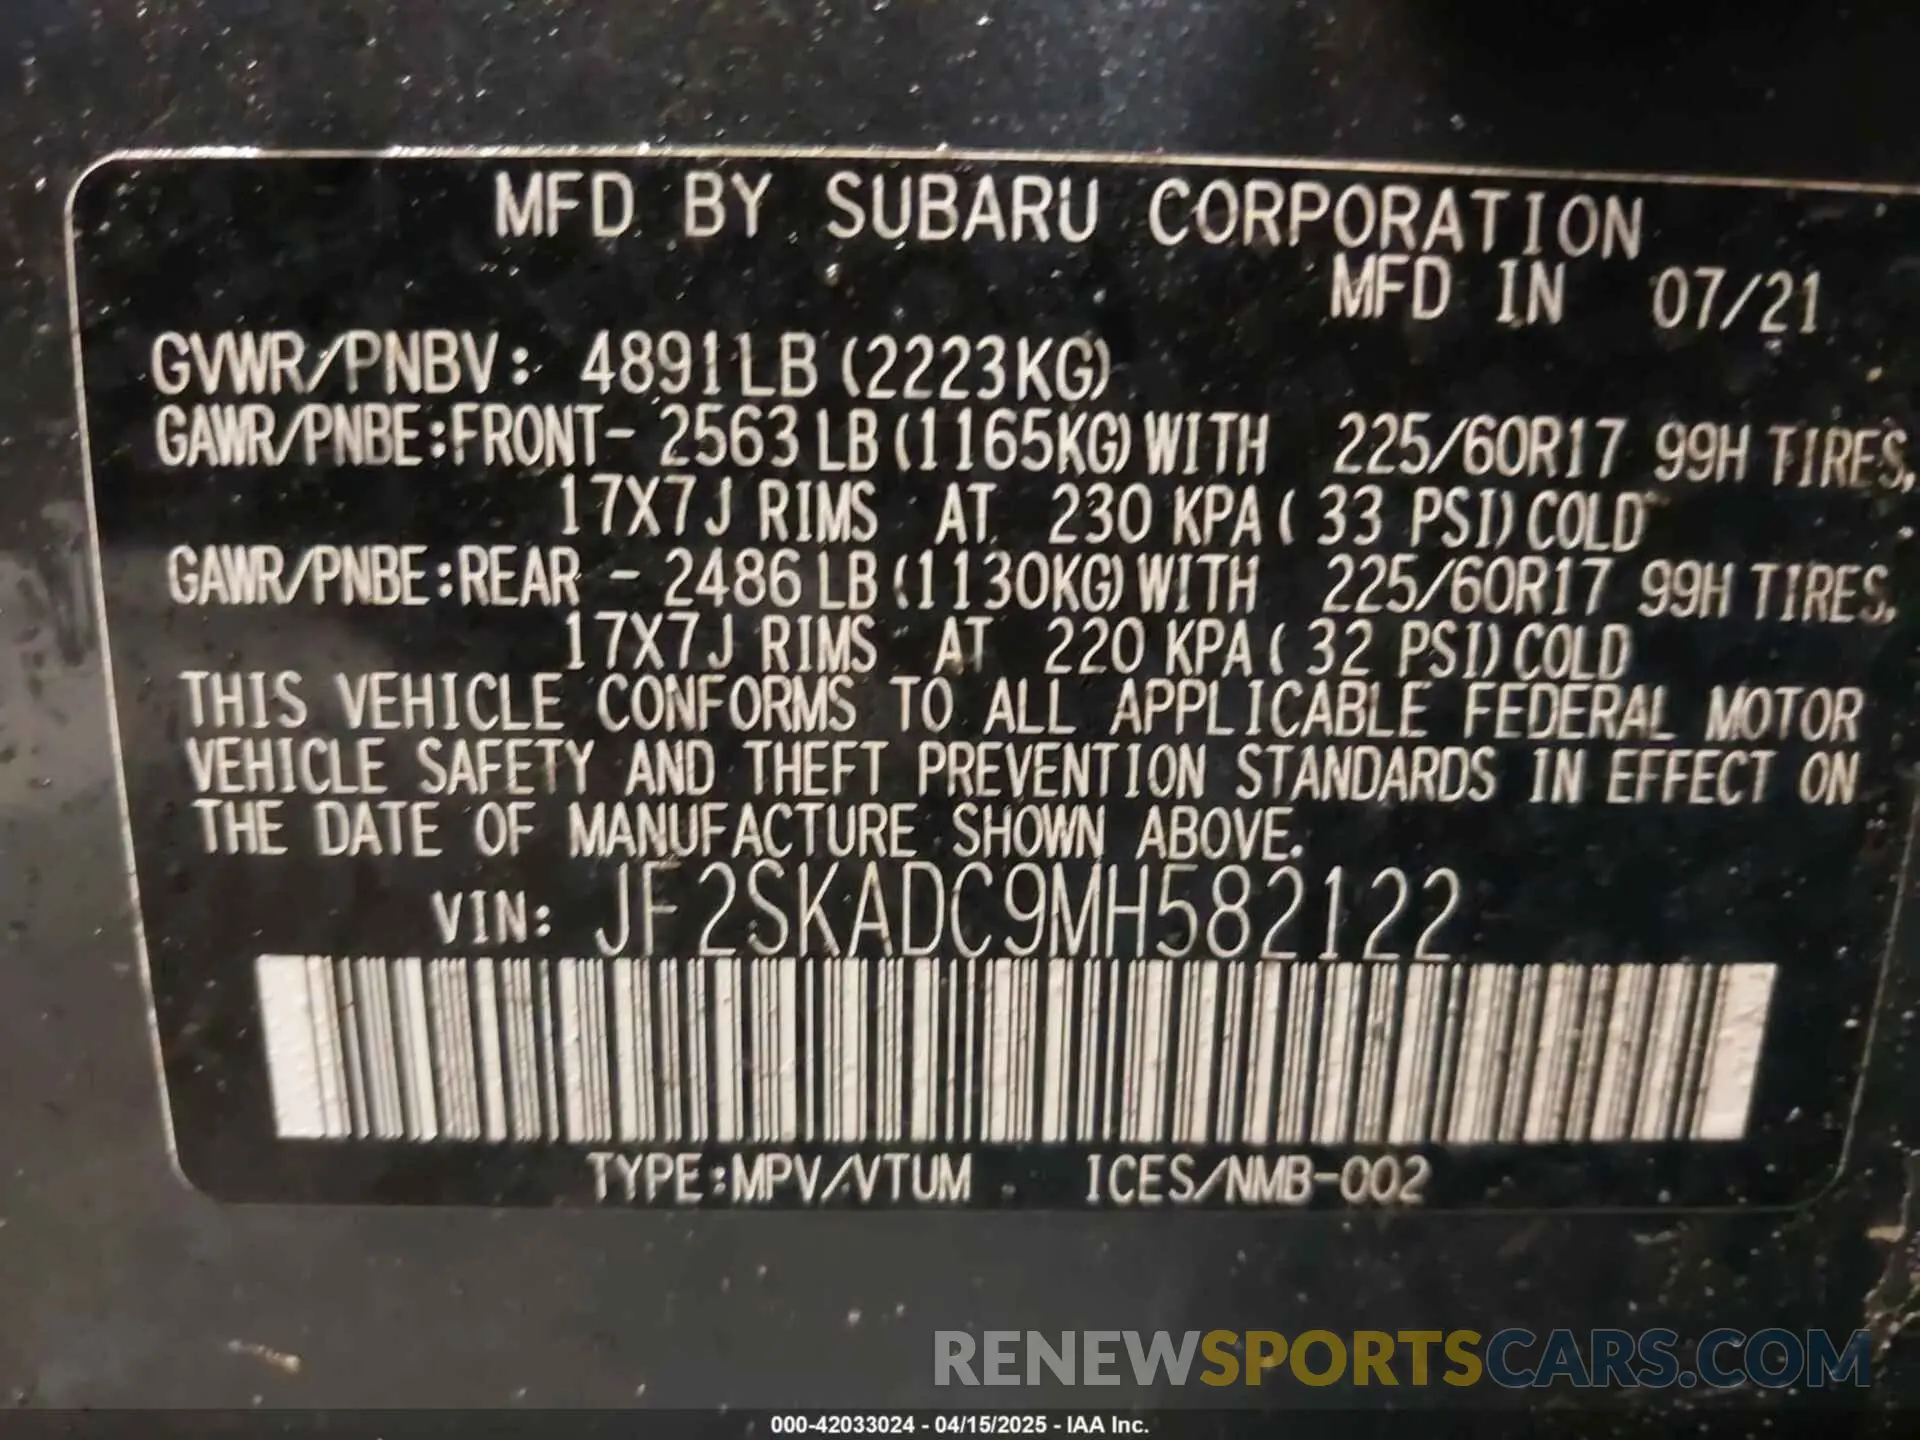 MFD BY SUBARU CORPORATION
MFD IN 07/21
GVWR/PNBV: 4891LB (2223KG)
GAWR/PNBE:FRONT- 2563LB (1165KG) WITH 225/60R17 99H TIRES,
17X7J RIMS AT 230 KPA ( 33 PSI) COLD
GAWR/PNBE:REAR - 2486LB (1130KG) WITH 225/60R17 99H TIRES,
17X7J RIMS AT 220 KPA ( 32 PSI) COLD
THIS VEHICLE CONFORMS TO ALL APPLICABLE FEDERAL MOTOR
VEHICLE SAFETY AND THEFT PREVENTION STANDARDS IN EFFECT ON
THE DATE OF MANUFACTURE SHOWN ABOVE.
VIN: JF2SKADC9MH582122
TYPE:MPV/VTUM ICES/NMB-002
RENEWSPORTSCARS.COM
000-42033024 - 04/15/2025 - IAA Inc.